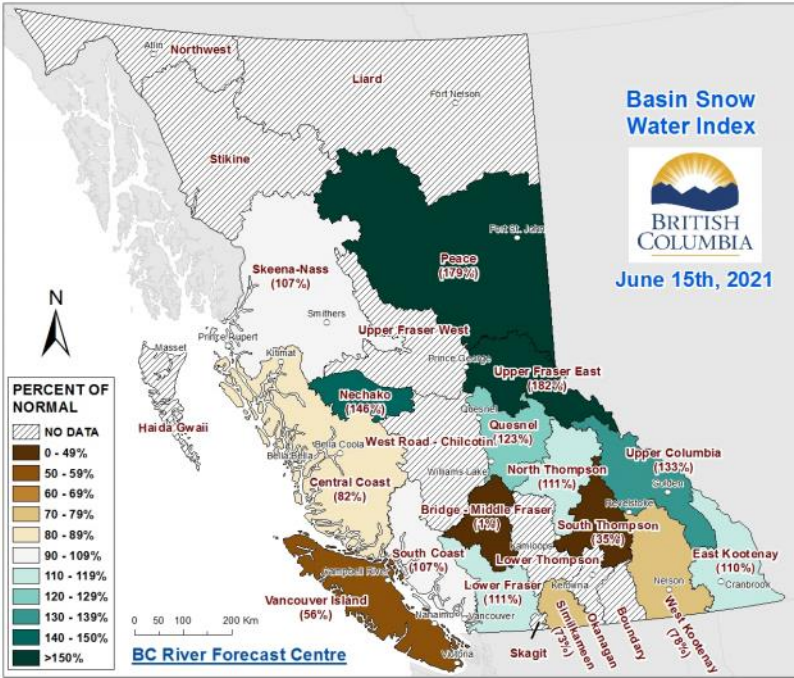 Atlin
Northwest
Liard
Fort Nelson
Stikine
Basin Snow
Water Index
BRITISH
COLUMBIA
June 15th, 2021
Fort St. John
Peace
(179%)
Skeena-Nass
(107%)
N
Smithers
Upper Fraser West
Prince Rupert
Masset
Kitimat
Prince George
Upper Fraser East
(182%)
PERCENT OF
NORMAL
NO DATA
0 - 49%
50 - 59%
60 - 69%
70 - 79%
80 - 89%
90 - 109%
110 - 119%
120 - 129%
130 - 139%
140 - 150%
>150%
Haida Gwaii
Nechako
(146%)
Quesnel
Quesnel
(123%)
West Road - Chilcotin
Bella Coola
Bella Bella
Williams Lake
North Thompson
(111%)
Upper Columbia
(133%)
Golden
Central Coast
(82%)
Bridge - Middle Fraser
(1%)
Revelstoke
South Thompson
(35%)
South Coast
(107%)
Kamloops
Lower Thompson
East Kootenay
(110%)
Cranbrook
Campbell River
Lower Fraser
(111%)
Kelowna
Nelson
Vancouver Island
(56%)
Nanaimo
Vancouver
Victoria
Skagit
Similkameen
(73%)
Okanagan
Boundary
West Kootenay
(78%)
0 50 100 200 Km
BC River Forecast Centre